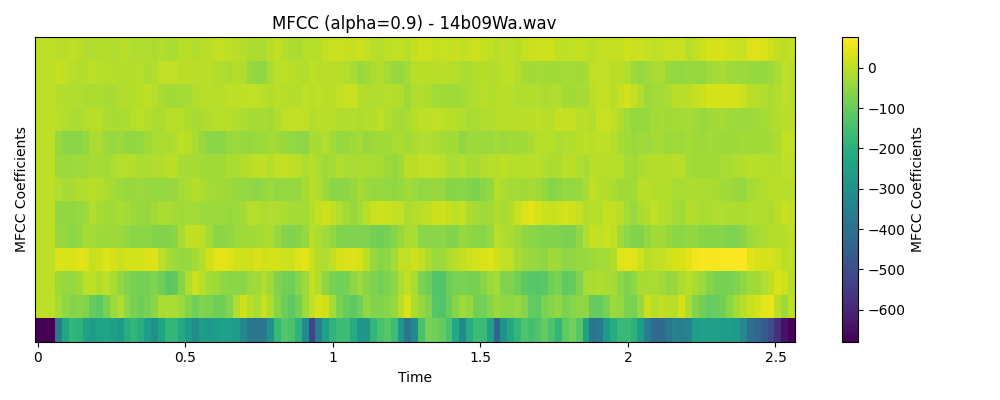 MFCC (alpha=0.9) - 14b09Wa.wav
MFCC Coefficients
0 0.5 1 1.5 2 2.5
Time
0
−100
−200
−300
−400
−500
−600
MFCC Coefficients